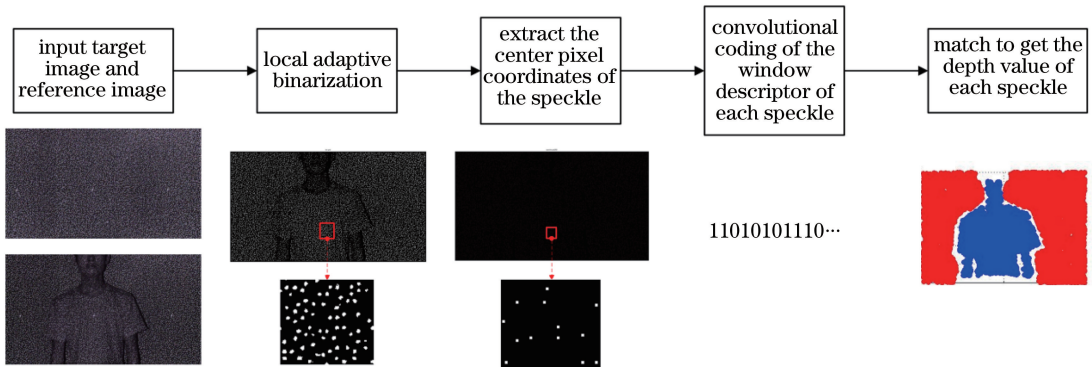 input target
image and
reference image
local adaptive
binarization
extract the
center pixel
coordinates of
the speckle
convolutional
coding of the
window
descriptor of
each speckle
match to get the
depth value of
each speckle
11010101110···